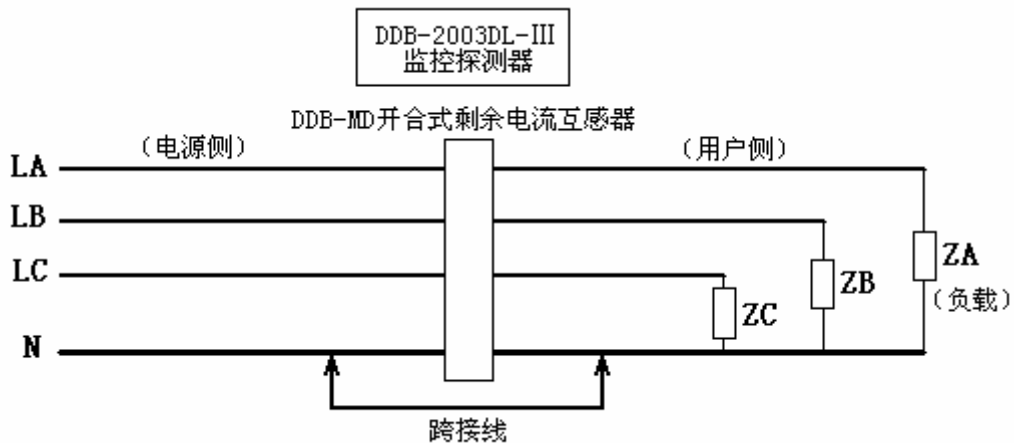 DDB-2003DL-III
监控探测器
DDB-MD开合式剩余电流互感器
(电源侧)
(用户侧)
LA
LB
LC
ZA
ZB
(负载)
ZC
N
跨接线